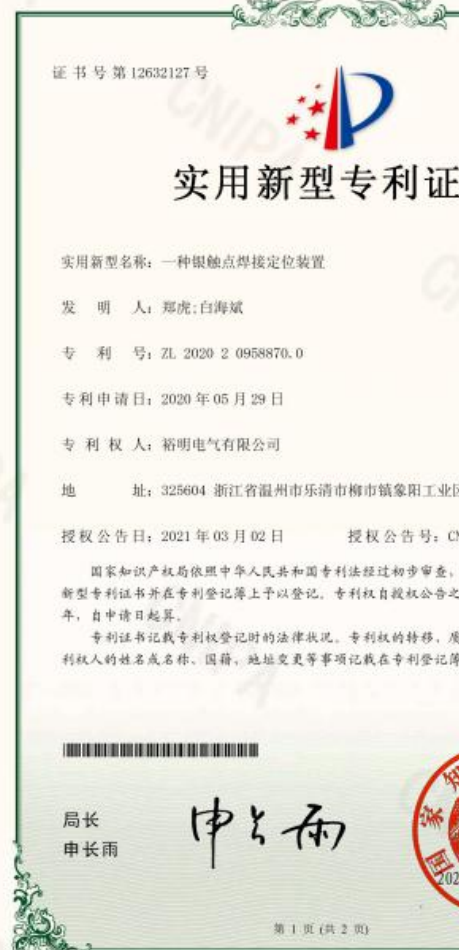 证书号第12632127号
实用新型专利证
实用新型名称：一种银触点焊接定位装置
发 明 人：郑虎;白海斌
专 利 号：ZL 2020 2 0958870.0
专利申请日：2020年05月29日
专 利 权 人：裕明电气有限公司
地 址：325604 浙江省温州市乐清市柳市镇象阳工业区
授权公告日：2021年03月02日 授权公告号：CN
国家知识产权局依照中华人民共和国专利法经过初步审查，
新型专利证书并在专利登记簿上予以登记。专利权自授权公告之
年，自申请日起算。
专利证书记载专利权登记时的法律状况。专利权的转移、质
利权人的姓名或名称、国籍、地址变更等事项记载在专利登记簿
局长
申长雨
申长雨
国家知
202
第 1 页 (共 2 页)
CNIPA